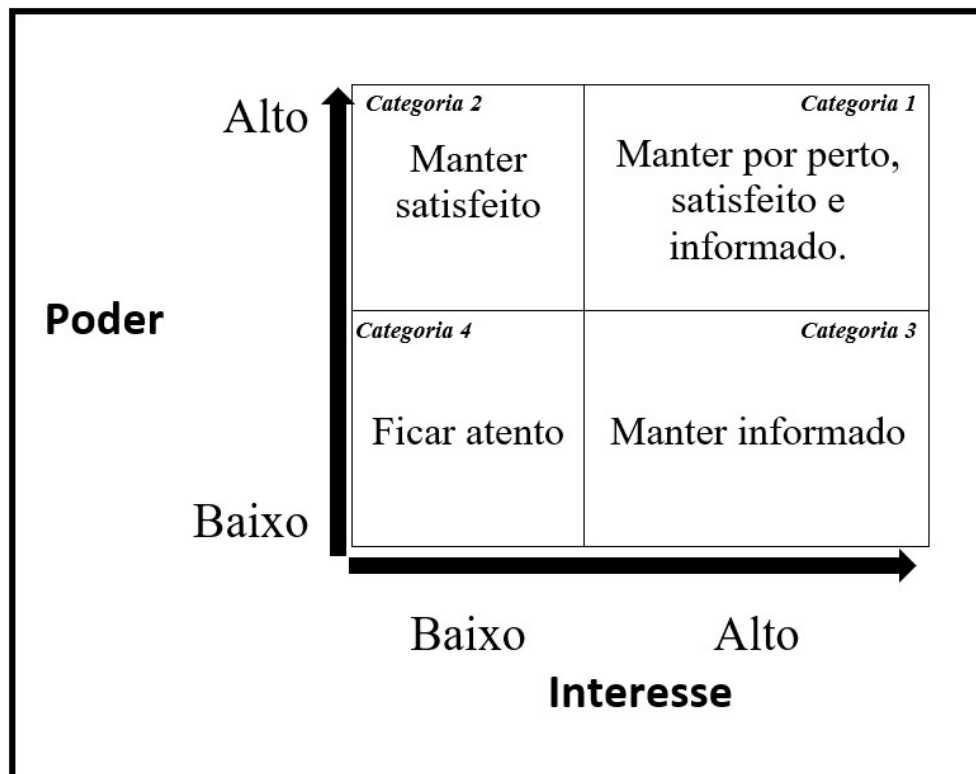 Alto
Categoria 2
Manter
satisfeito
Categoria 1
Manter por perto,
satisfeito e
informado.
Poder
Categoria 4
Ficar atento
Categoria 3
Manter informado
Baixo
Baixo
Alto
Interesse